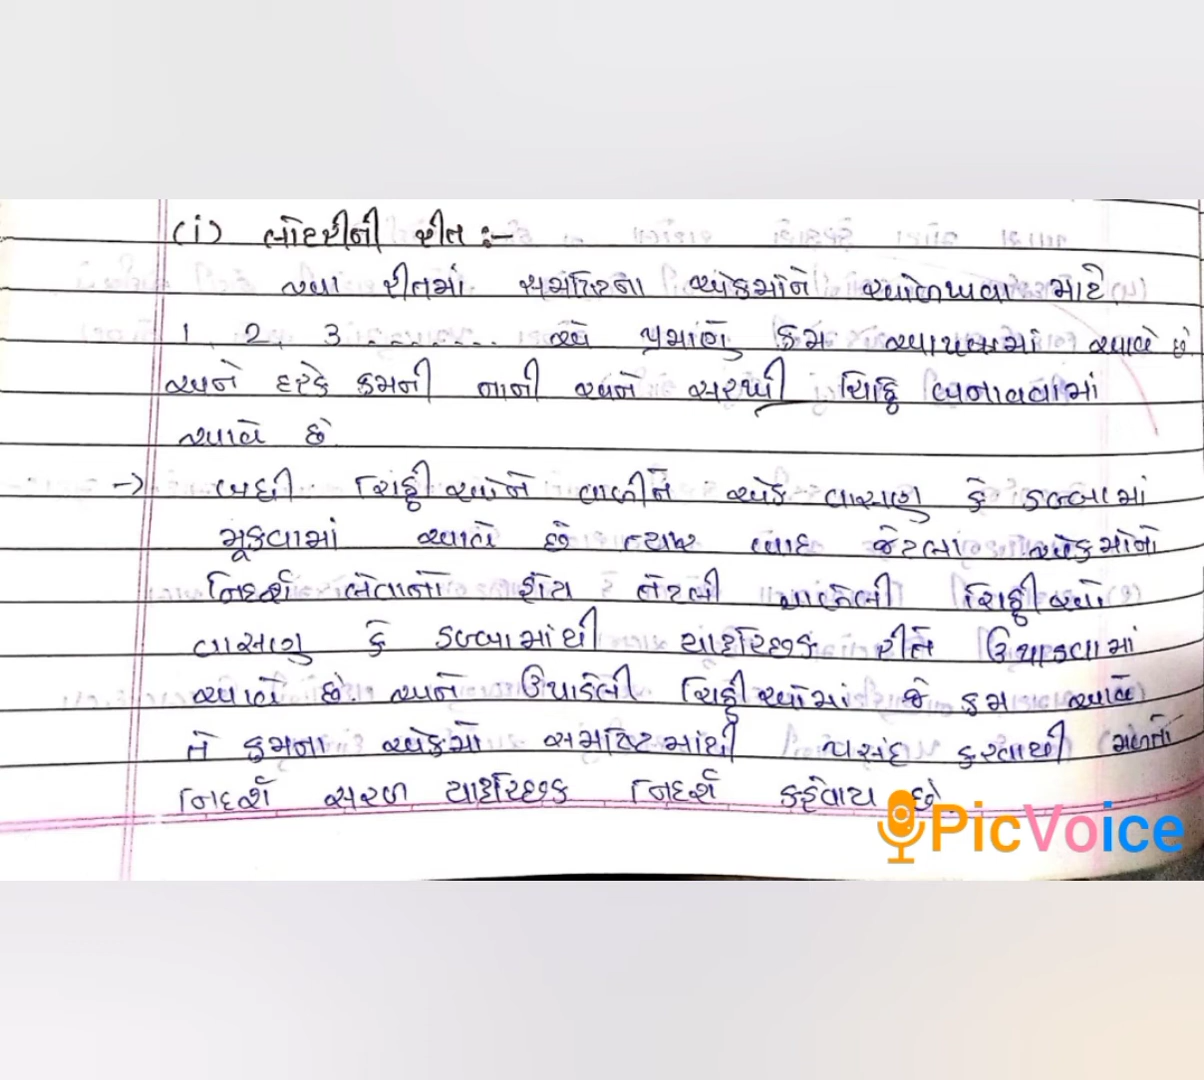 (i) લોટરીની રીત :-
આ રીતમાં સમષ્ટિના એકમોને ઓળખવા માટે
1, 2, 3 ........... એ પ્રમાણે ક્રમ આપવામાં આવે છે
અને દરેક ક્રમની નાની અને સરખી ચિઠ્ઠિ બનાવવામાં
આવે છે
→ બધી ચિઠ્ઠીઓને વાળીને એક વાસણ કે ડબ્બામાં
મૂકવામાં આવે છે ત્યાર બાદ જેટલા એકમોનો
નિદર્શ લેવાનો હોય તેટલી વાળેલી ચિઠ્ઠીઓ
વાસણ કે ડબ્બામાંથી યાદૃચ્છિક રીતે ઉપાડવામાં
આવે છે. અને ઉપાડેલી ચિઠ્ઠીઓમાં જે ક્રમ આવે
તે ક્રમના એકમો સમષ્ટિમાંથી પસંદ કરવાથી મળતો
નિદર્શ સરળ યાદૃચ્છિક નિદર્શ કહેવાય છે
PicVoice